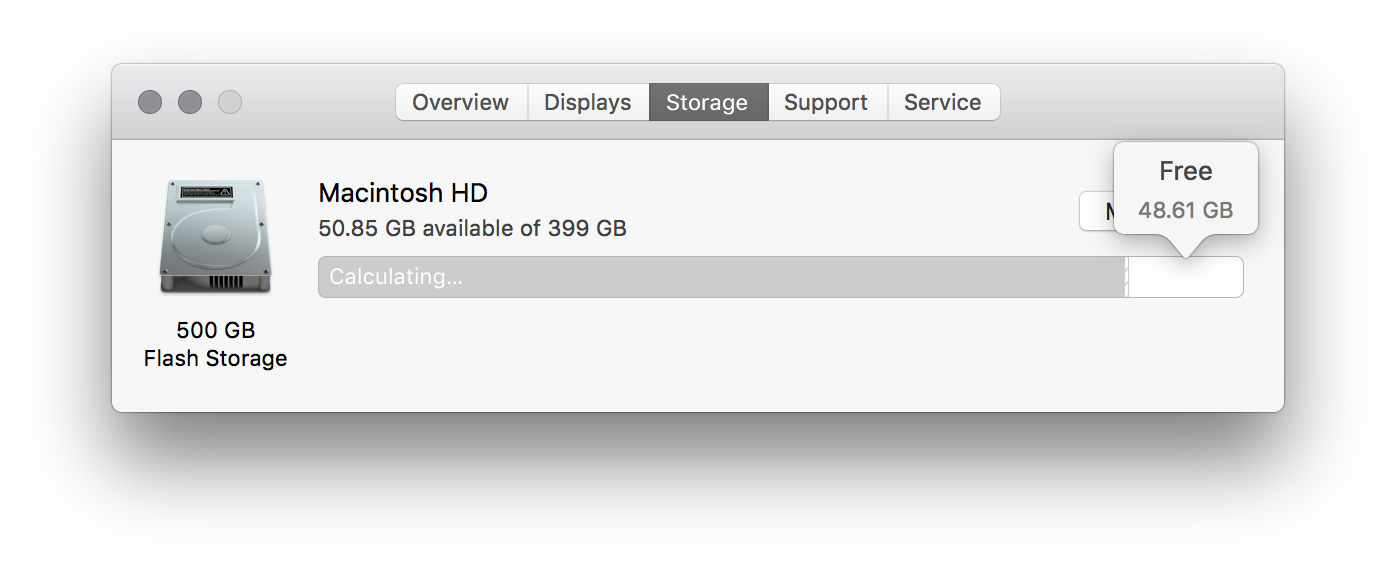 Overview Displays Storage Support Service
Free
48.61 GB
Macintosh HD
50.85 GB available of 399 GB
Calculating...
500 GB
Flash Storage